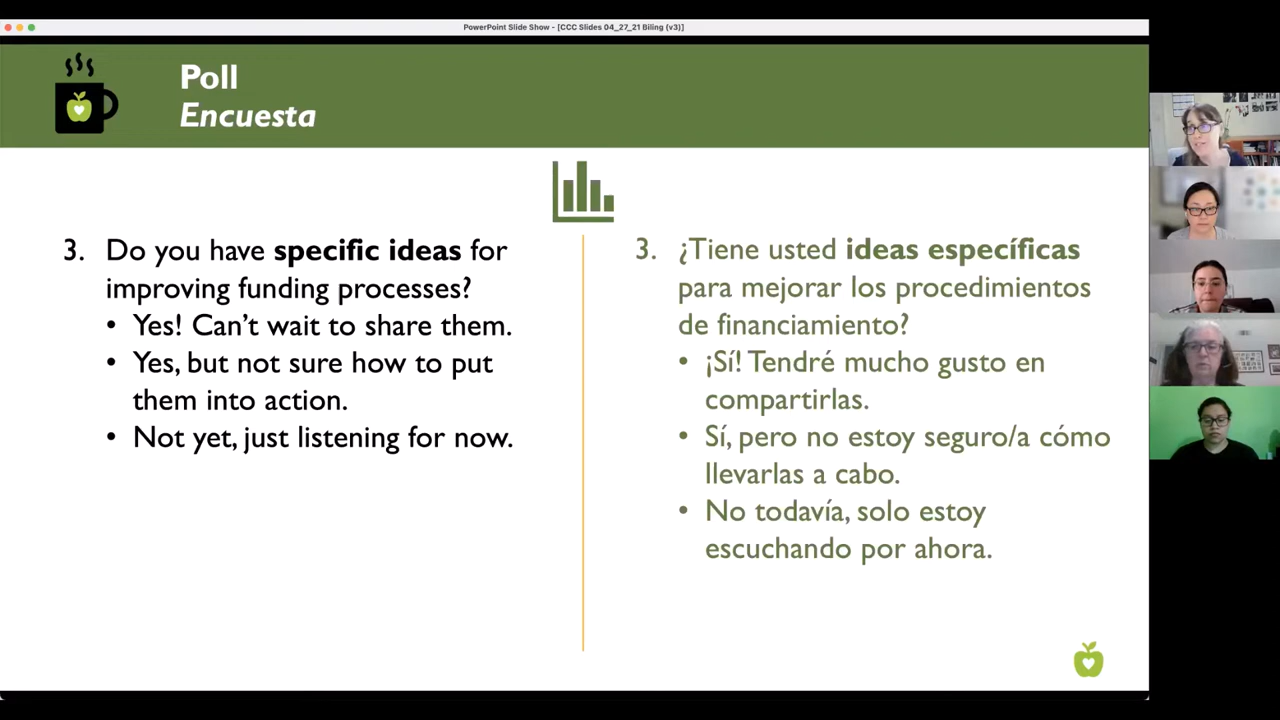 PowerPoint Slide Show - [CCC Slides 04_27_21 Biling (v3)]
Poll
Encuesta
3. Do you have specific ideas for
improving funding processes?
• Yes! Can’t wait to share them.
• Yes, but not sure how to put
them into action.
• Not yet, just listening for now.
3. ¿Tiene usted ideas específicas
para mejorar los procedimientos
de financiamiento?
• ¡Sí! Tendré mucho gusto en
compartirlas.
• Sí, pero no estoy seguro/a cómo
llevarlas a cabo.
• No todavía, solo estoy
escuchando por ahora.